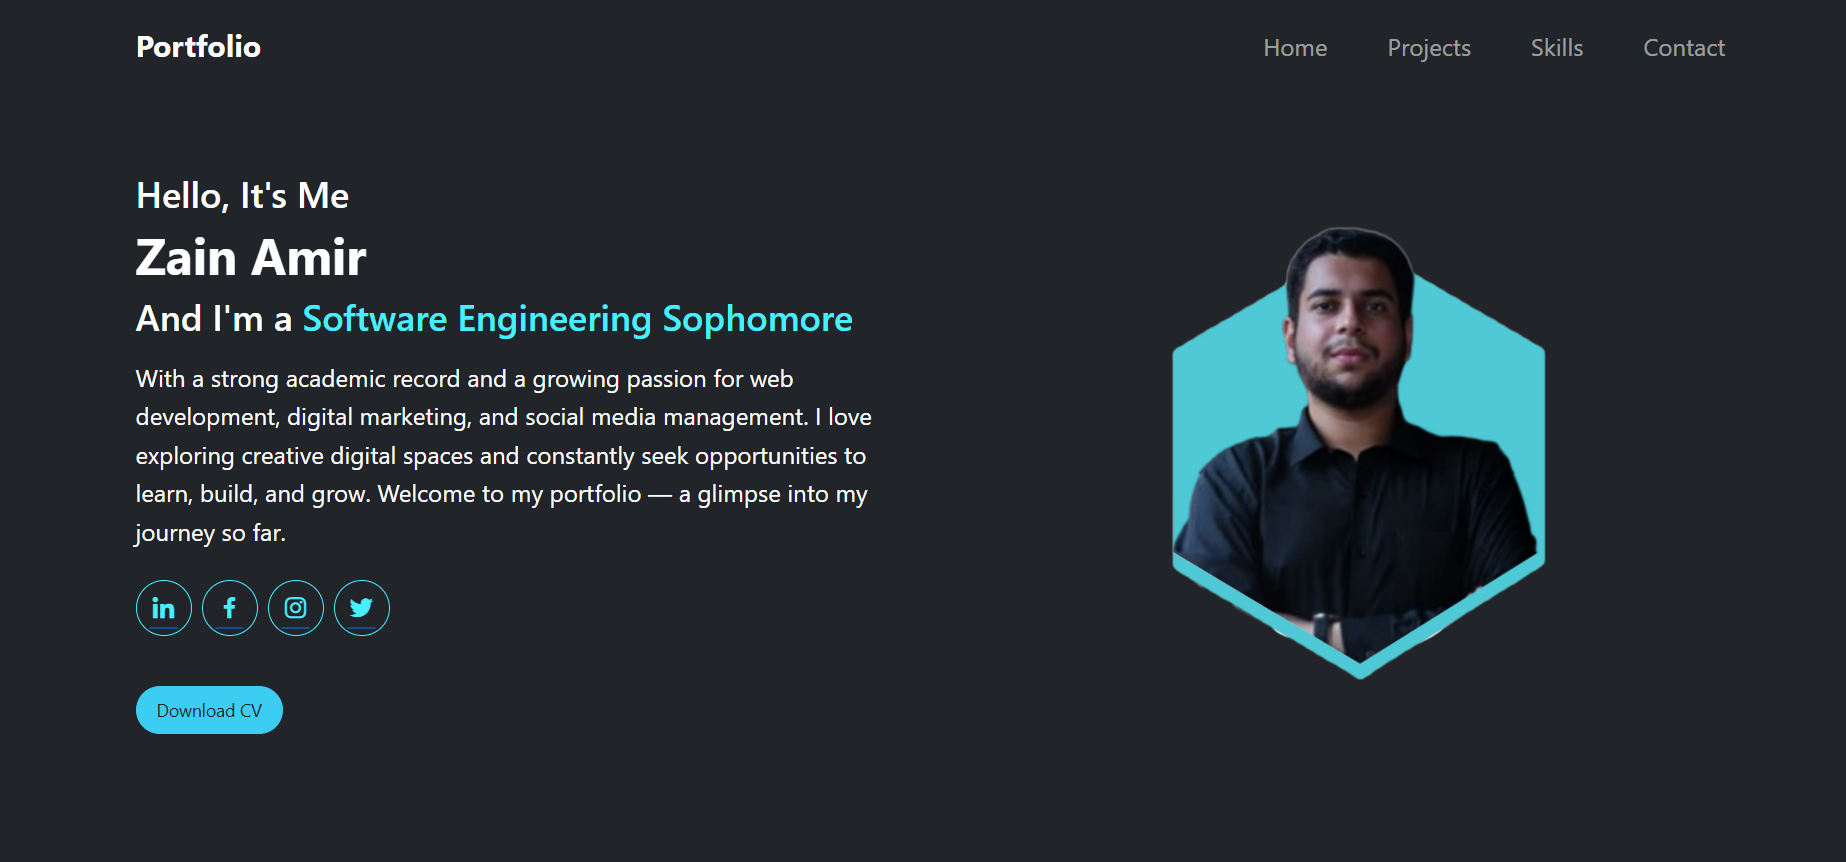 Portfolio
Home Projects Skills Contact
Hello, It's Me
Zain Amir
And I'm a Software Engineering Sophomore
With a strong academic record and a growing passion for web
development, digital marketing, and social media management. I love
exploring creative digital spaces and constantly seek opportunities to
learn, build, and grow. Welcome to my portfolio — a glimpse into my
journey so far.
in f
Download CV